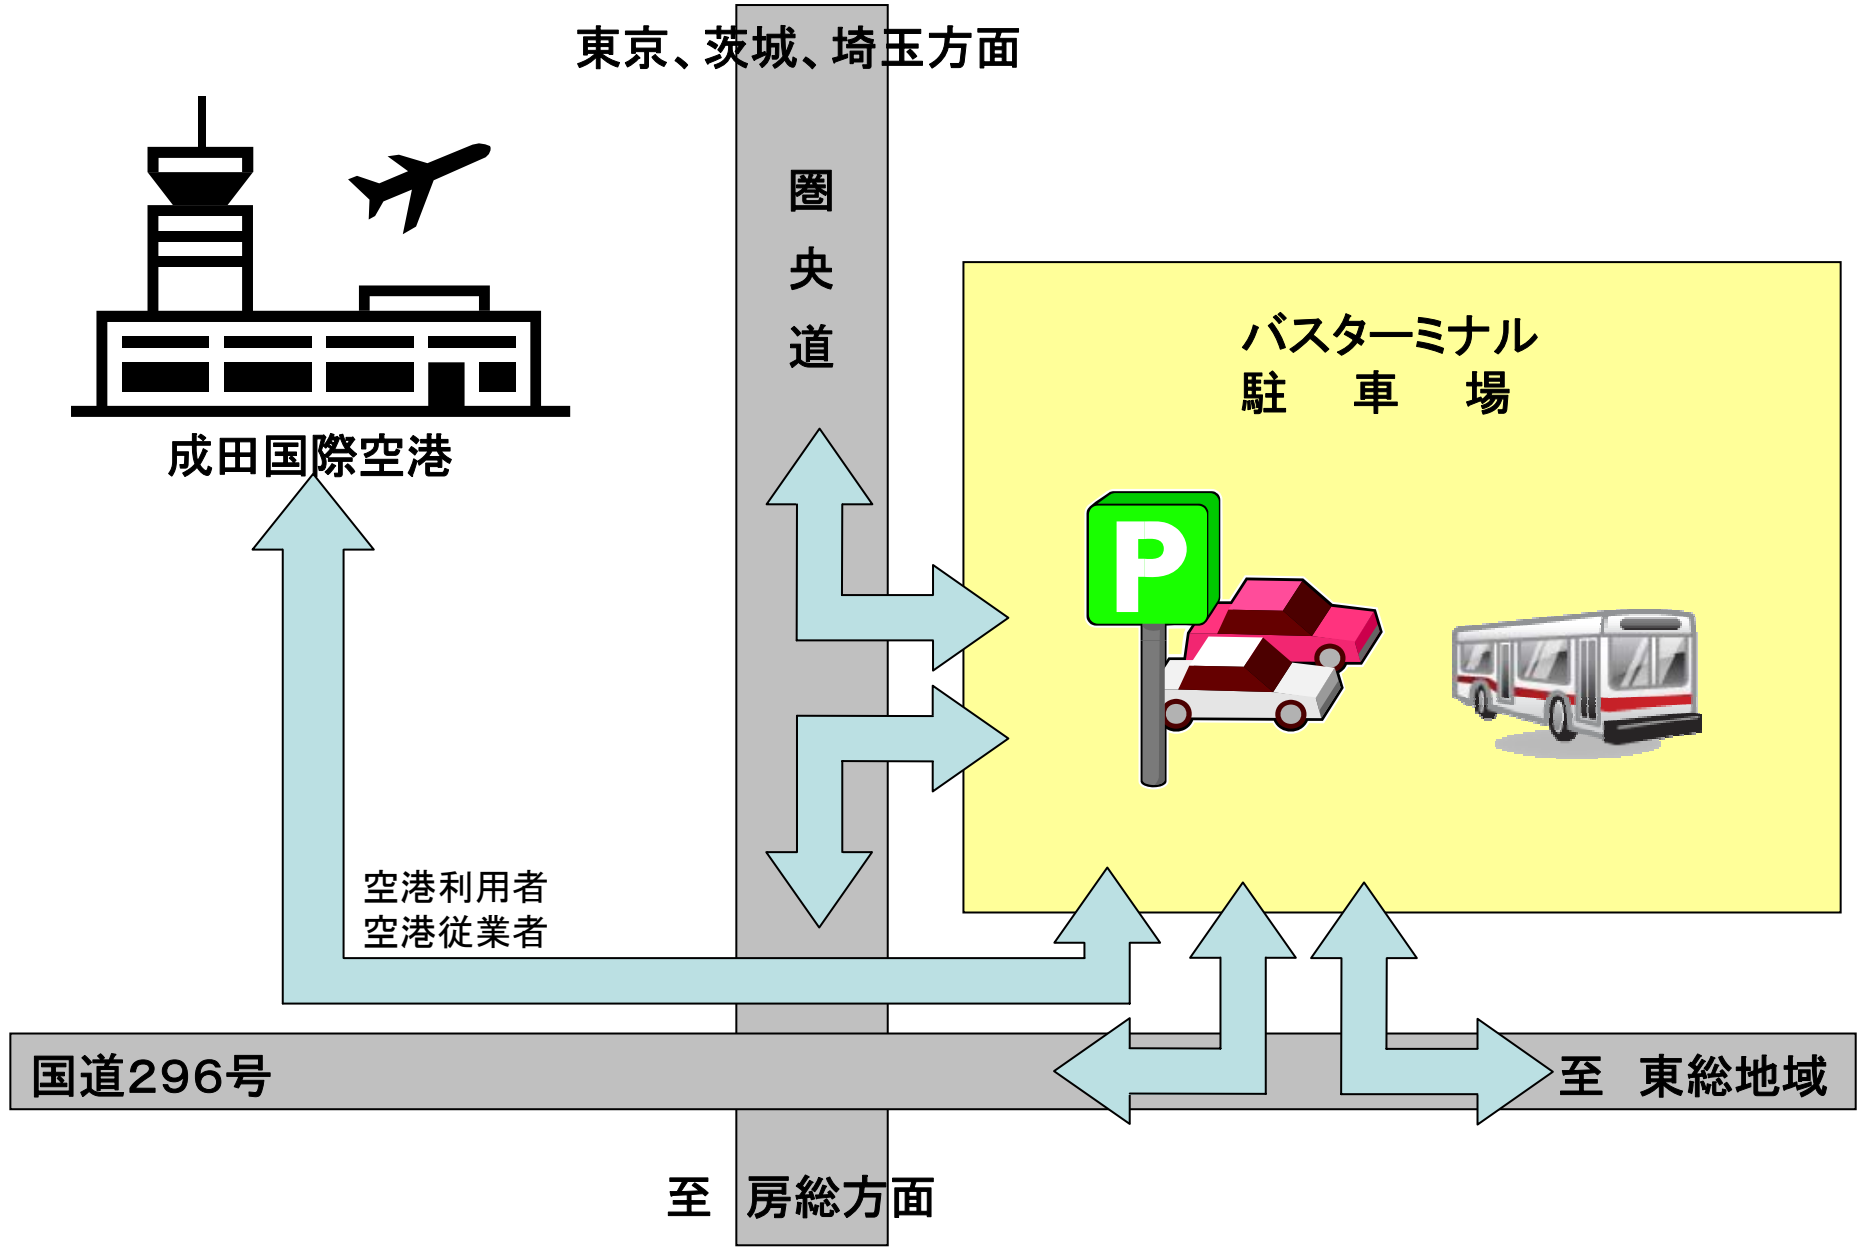 東京、茨城、埼玉方面
圏
央
道
バスターミナル
駐　車　場
成田国際空港
P
空港利用者
空港従業者
国道296号
至　東総地域
至　房総方面